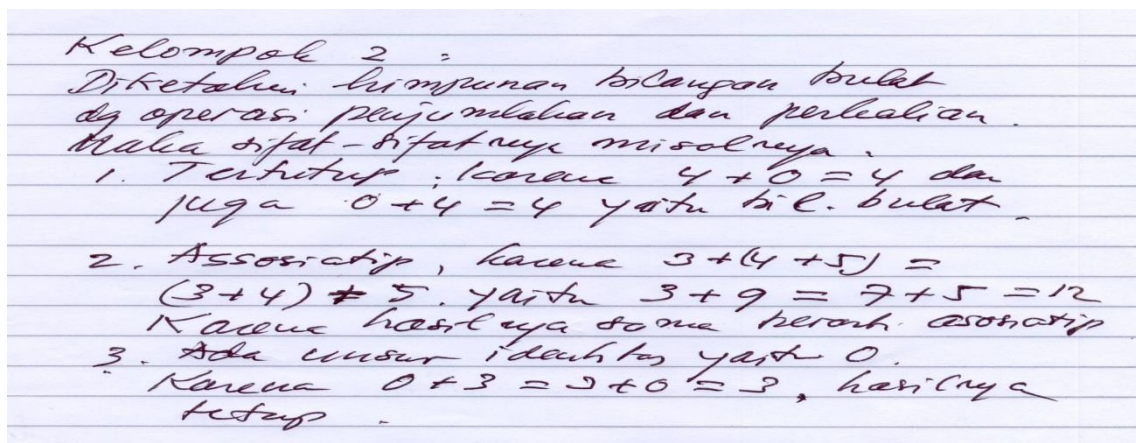 Kelompok 2 :
Diketahui himpunan bilangan bulat
dg operasi penjumlahan dan perkalian.
Maka sifat-sifatnya misalnya.
1. Tertutup, karena 4 + 0 = 4 dan
juga 0 + 4 = 4 yaitu bil. bulat.
2. Assosiatip, karena 3 + (4 + 5) =
(3 + 4) + 5. yaitu 3 + 9 = 7 + 5 = 12
Karena hasilnya sama berarti asosiatip
3. Ada unsur identitas yaitu 0.
Karena 0 + 3 = 3 + 0 = 3, hasilnya
tetap.